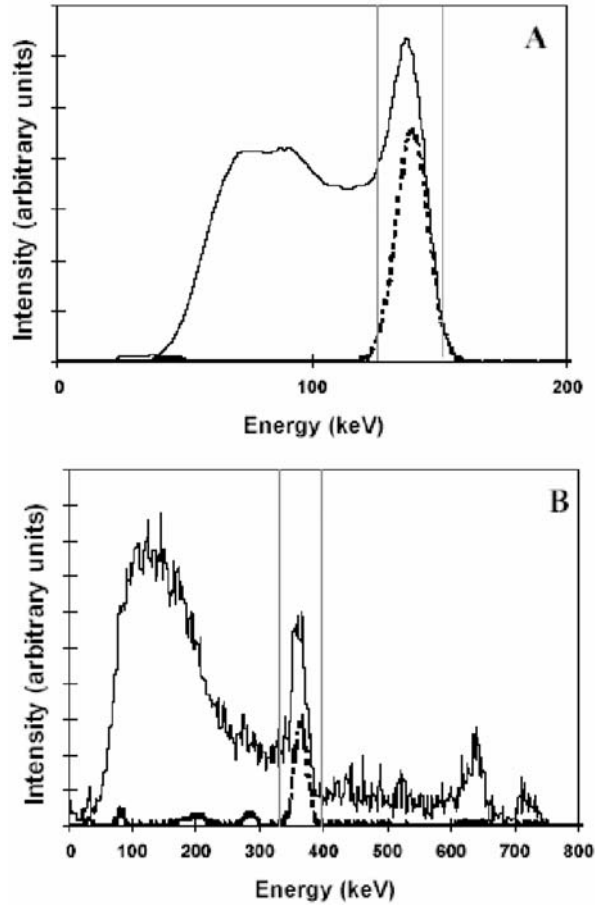 A
Intensity (arbitrary units)
0 100 200
Energy (keV)
B
Intensity (arbitrary units)
0 100 200 300 400 500 600 700 800
Energy (keV)